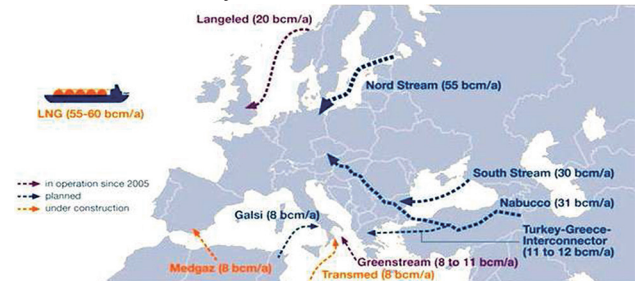 Langeled (20 bcm/a)
Nord Stream (55 bcm/a)
LNG (55-60 bcm/a)
South Stream (30 bcm/a)
in operation since 2005
planned
under construction
Nabucco (31 bcm/a)
Galsi (8 bcm/a)
Turkey-Greece-
Interconnector
(11 to 12 bcm/a)
Medgaz (8 bcm/a)
Greenstream (8 to 11 bcm/a)
Transmed (8 bcm/a)